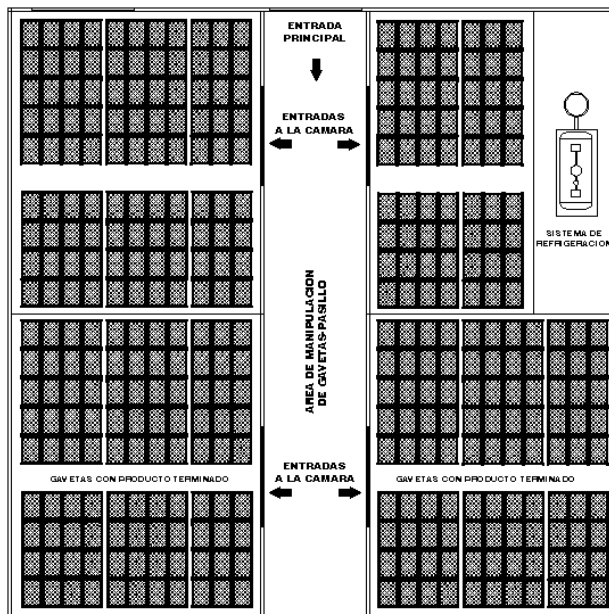 ENTRADA
PRINCIPAL
ENTRADAS
A LA CAMARA
SISTEMA DE
REFRIGERACION
AREA DE MANIPULACION
DE GAVETAS-PASILLO
ENTRADAS
A LA CAMARA
GAVETAS CON PRODUCTO TERMINADO
GAVETAS CON PRODUCTO TERMINADO